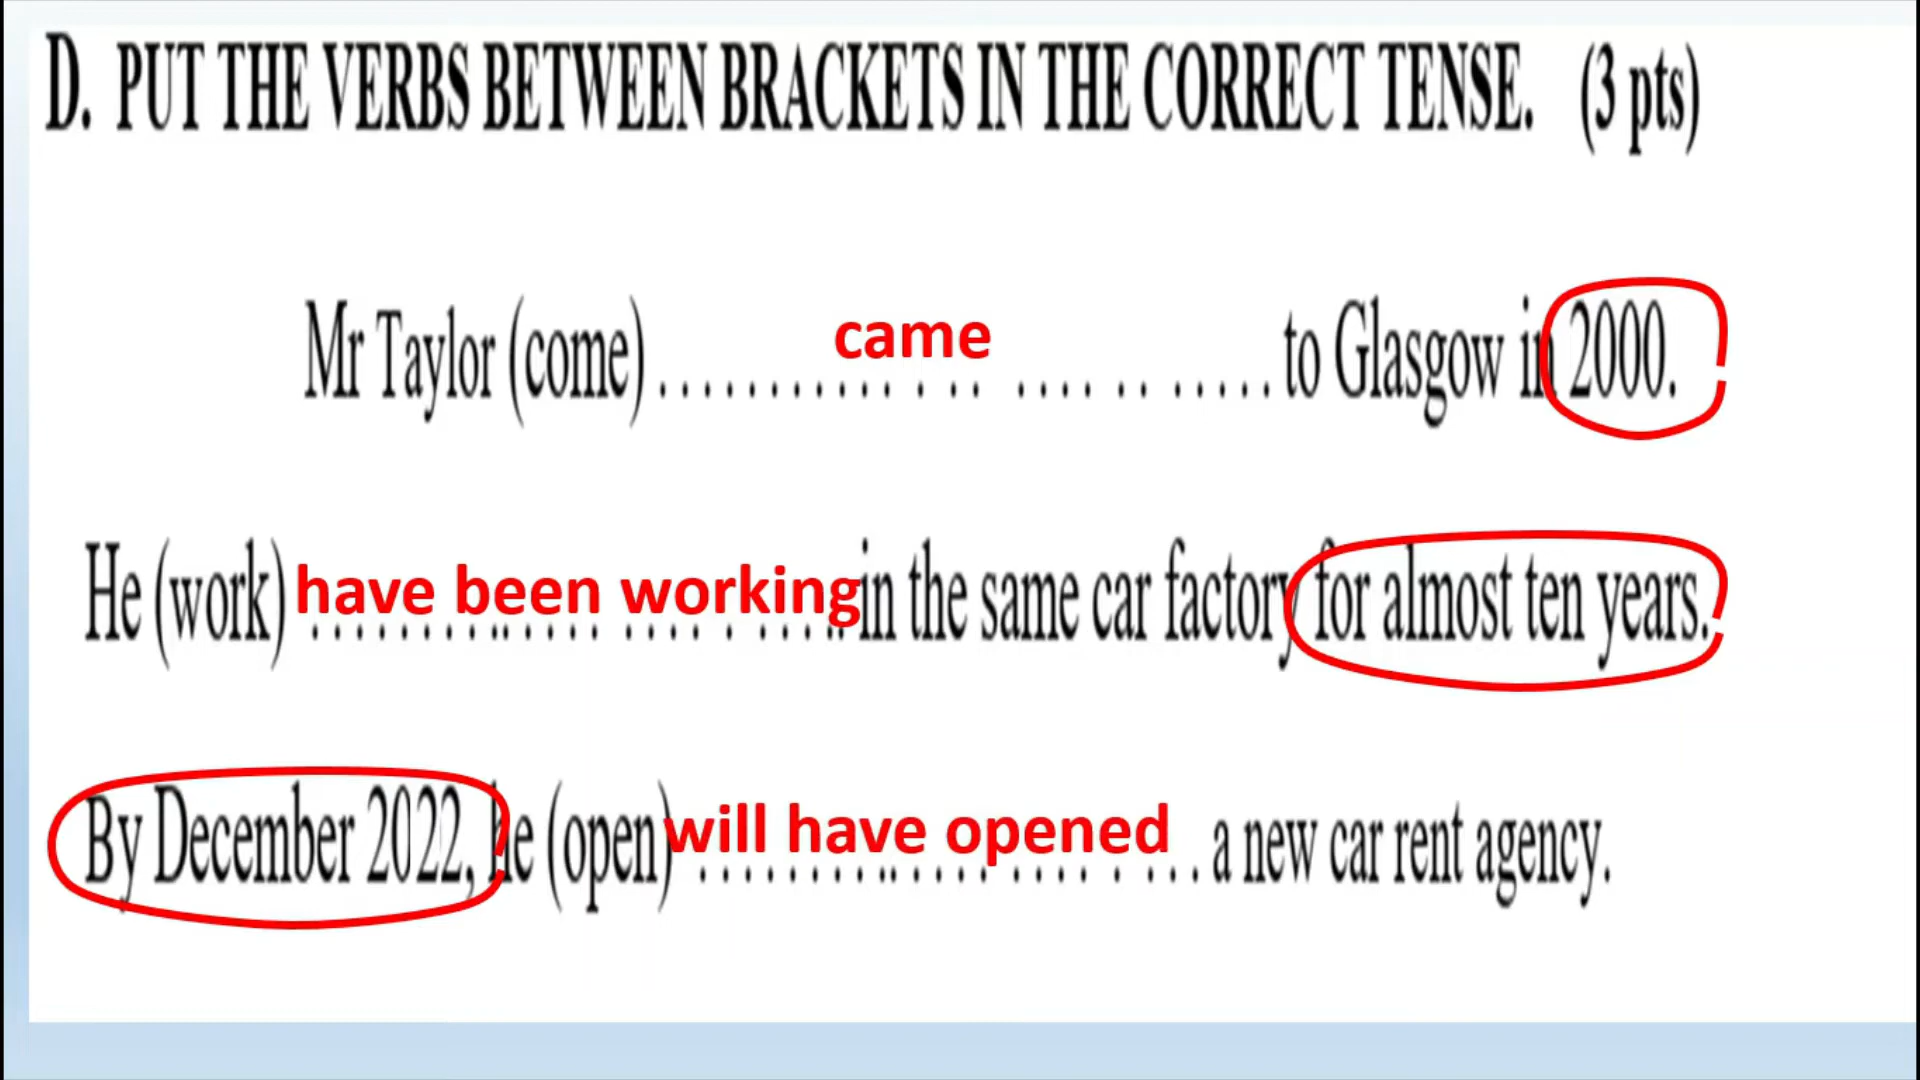 D. PUT THE VERBS BETWEEN BRACKETS IN THE CORRECT TENSE. (3 pts)
Mr Taylor (come) .............. came .............. to Glasgow in 2000.
He (work) have been working in the same car factory for almost ten years.
By December 2022, he (open) will have opened ... a new car rent agency.